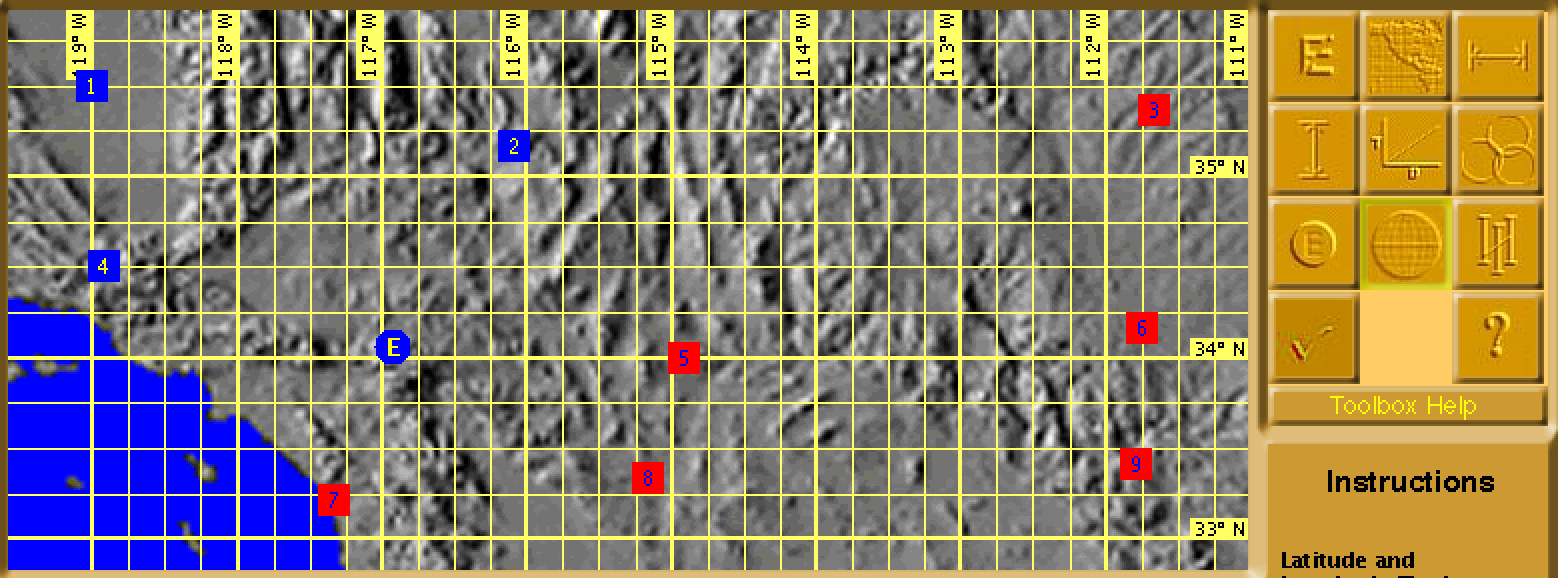 119° W
118° W
117° W
116° W
115° W
114° W
113° W
112° W
111° W
1
2
3
35° N
4
E
5
6
34° N
7
8
9
33° N
E
T
D
E
?
Toolbox Help
Instructions
Latitude and